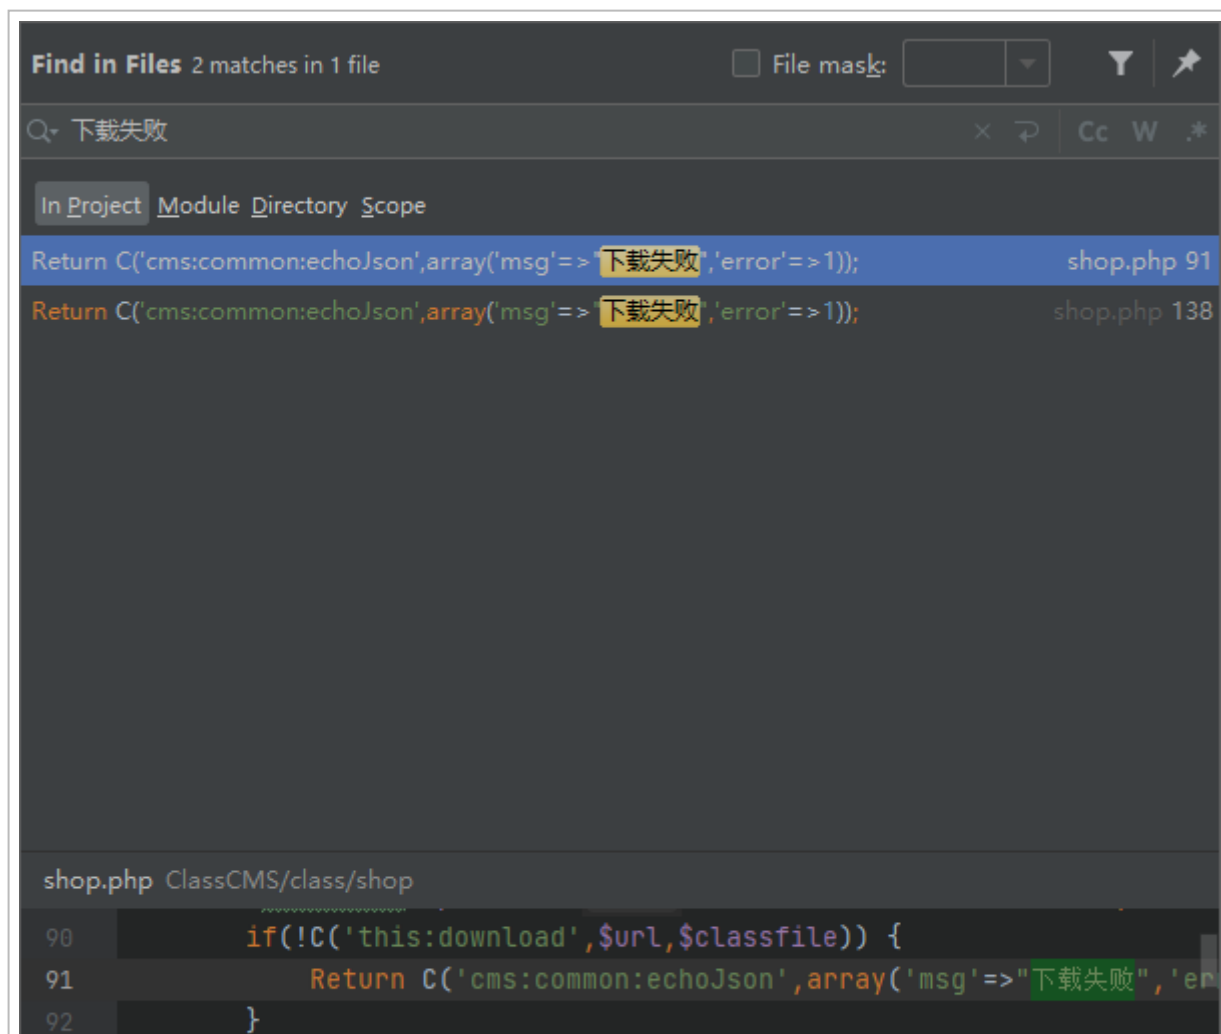 Find in Files 2 matches in 1 file File mask:
下载失败 Cc W .*
In Project Module Directory Scope
Return C('cms:common:echoJson',array('msg'=>"下载失败",'error'=>1)); shop.php 91
Return C('cms:common:echoJson',array('msg'=>"下载失败",'error'=>1)); shop.php 138
shop.php ClassCMS/class/shop
90 if(!C('this:download',$url,$classfile)) {
91 Return C('cms:common:echoJson',array('msg'=>"下载失败",'er
92 }